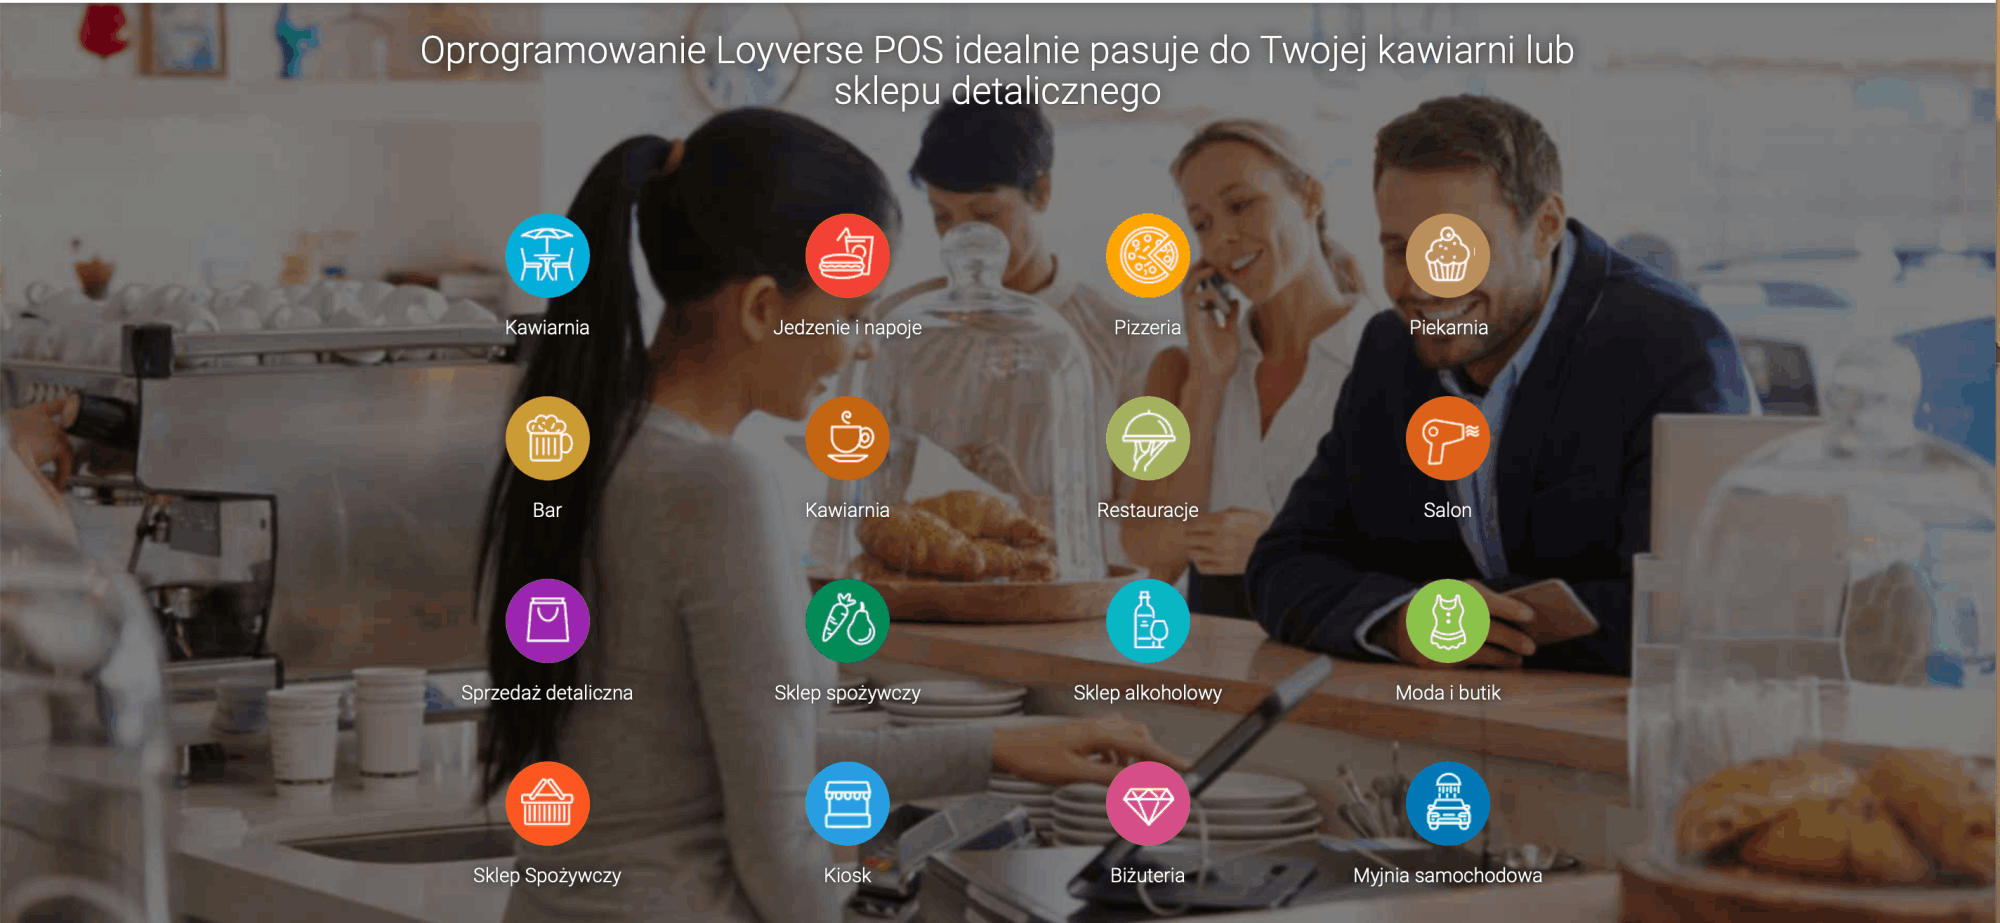 Oprogramowanie Loyverse POS idealnie pasuje do Twojej kawiarni lub
sklepu detalicznego
Kawiarnia
Jedzenie i napoje
Pizzeria
Piekarnia
Bar
Kawiarnia
Restauracje
Salon
Sprzedaż detaliczna
Sklep spożywczy
Sklep alkoholowy
Moda i butik
Sklep Spożywczy
Kiosk
Biżuteria
Myjnia samochodowa